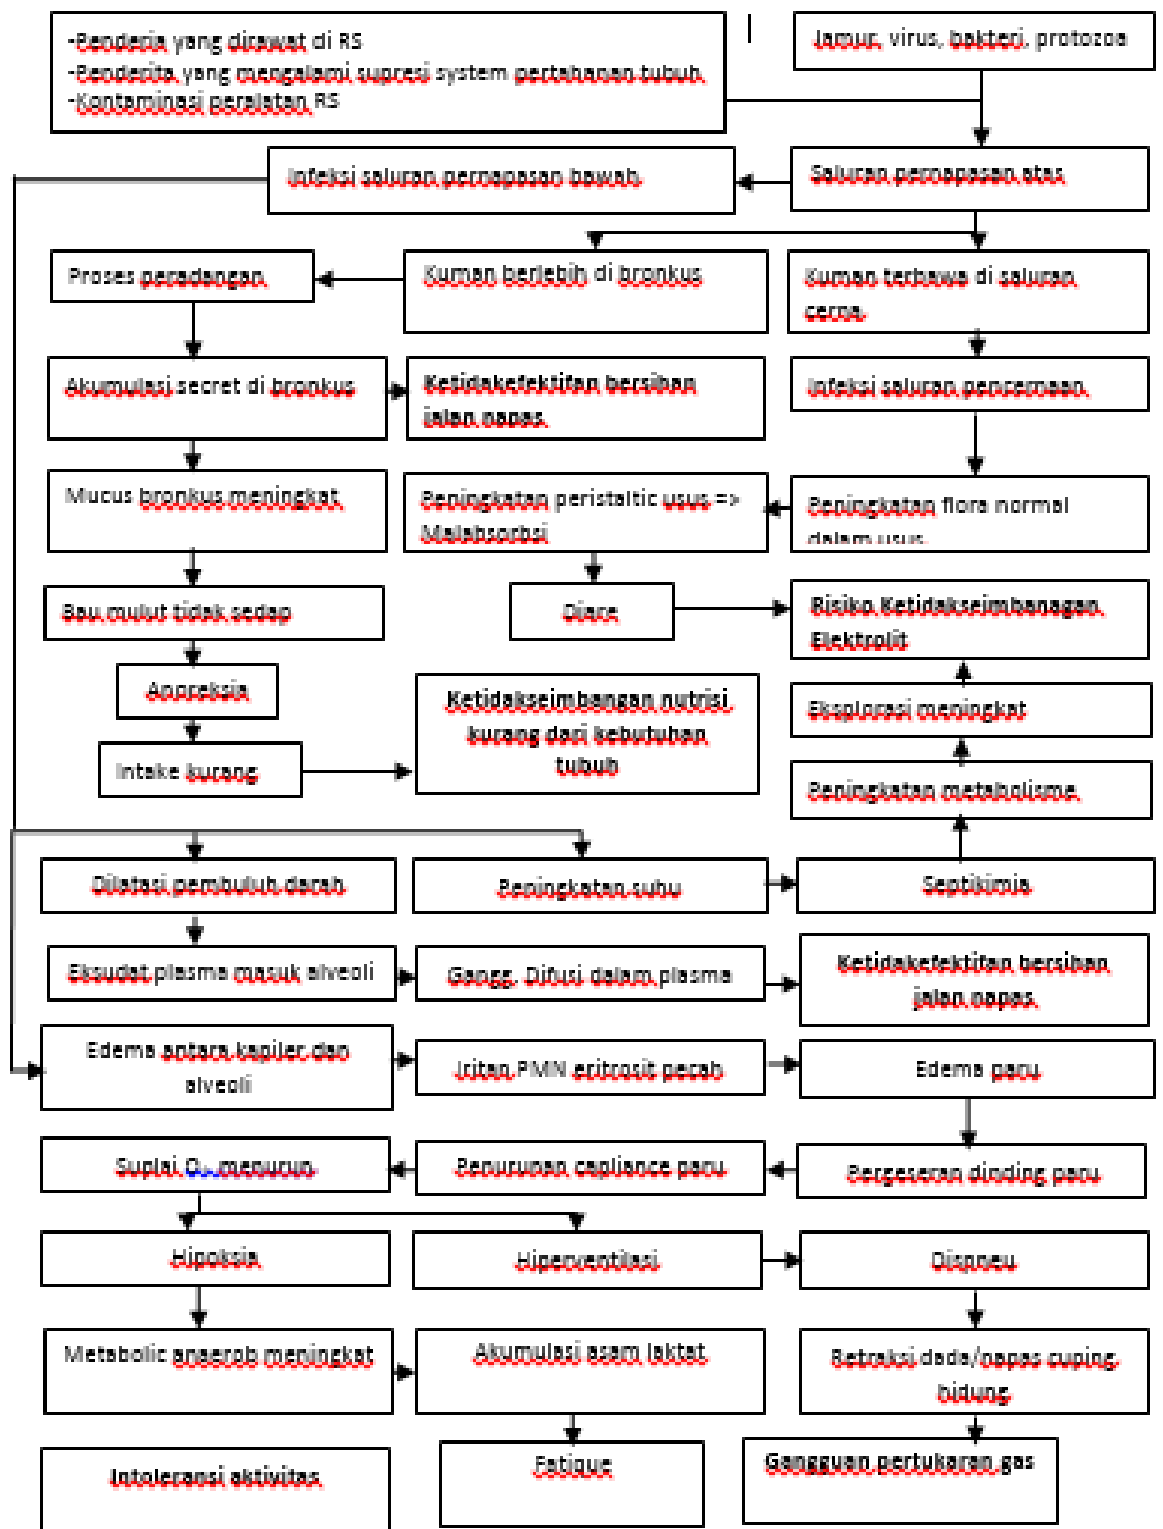 -Penderia yang dirawat di RS
-Penderita yang mengalami supresi system pertahanan tubuh
-Kontaminasi peralatan RS
Jamur, virus, bakteri, protozoa
Infeksi saluran pernapasan bawah
Saluran pernapasan atas
Proses peradangan
Kuman berlebih di bronkus
Kuman terbawa di saluran
cerna
Akumulasi secret di bronkus
Ketidakefektifan bersihan
jalan napas
Infeksi saluran pencernaan
Mucus bronkus meningkat
Peningkatan peristaltic usus =>
Malabsorbsi
Peningkatan flora normal
dalam usus
Bau mulut tidak sedap
Diare
Risiko Ketidakseimbanagan
Elektrolit
Anoreksia
Ketidakseimbangan nutrisi
kurang dari kebutuhan
tubuh
Eksplorasi meningkat
Intake kurang
Peningkatan metabolisme
Dilatasi pembuluh darah
Peningkatan suhu
Septikimia
Eksudat plasma masuk alveoli
Gangg. Difusi dalam plasma
Ketidakefektifan bersihan
jalan napas
Edema antara kapiler dan
alveoli
Iritan PMN eritrosit pecah
Edema paru
Suplai O₂ menurun
Penurunan capliance paru
Pergeseran dinding paru
Hipoksia
Hiperventilasi
Dispneu
Metabolic anaerob meningkat
Akumulasi asam laktat
Retraksi dada/napas cuping
hidung
Intoleransi aktivitas
Fatique
Gangguan pertukaran gas